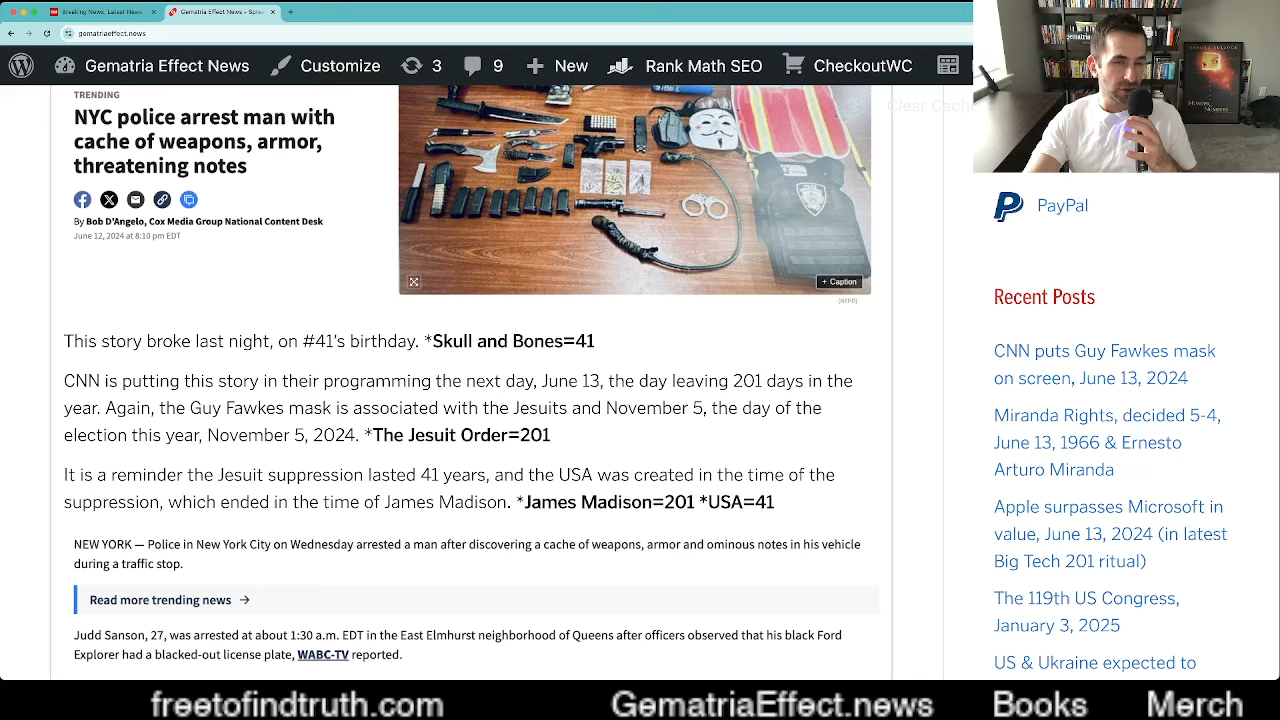 Breaking News, Latest News
Gematria Effect News – Spre
gematriaeffect.news
Gematria Effect News
Customize
3
9
New
Rank Math SEO
CheckoutWC
Clear Cache
TRENDING
NYC police arrest man with
cache of weapons, armor,
threatening notes
By Bob D'Angelo, Cox Media Group National Content Desk
June 12, 2024 at 8:10 pm EDT
+ Caption
(NYPD)
This story broke last night, on #41's birthday. *Skull and Bones=41
CNN is putting this story in their programming the next day, June 13, the day leaving 201 days in the
year. Again, the Guy Fawkes mask is associated with the Jesuits and November 5, the day of the
election this year, November 5, 2024. *The Jesuit Order=201
It is a reminder the Jesuit suppression lasted 41 years, and the USA was created in the time of the
suppression, which ended in the time of James Madison. *James Madison=201 *USA=41
NEW YORK — Police in New York City on Wednesday arrested a man after discovering a cache of weapons, armor and ominous notes in his vehicle
during a traffic stop.
Read more trending news →
Judd Sanson, 27, was arrested at about 1:30 a.m. EDT in the East Elmhurst neighborhood of Queens after officers observed that his black Ford
Explorer had a blacked-out license plate, WABC-TV reported.
PayPal
Recent Posts
CNN puts Guy Fawkes mask
on screen, June 13, 2024
Miranda Rights, decided 5-4,
June 13, 1966 & Ernesto
Arturo Miranda
Apple surpasses Microsoft in
value, June 13, 2024 (in latest
Big Tech 201 ritual)
The 119th US Congress,
January 3, 2025
US & Ukraine expected to
freetofindtruth.com
GematriaEffect.news
Books
Merch